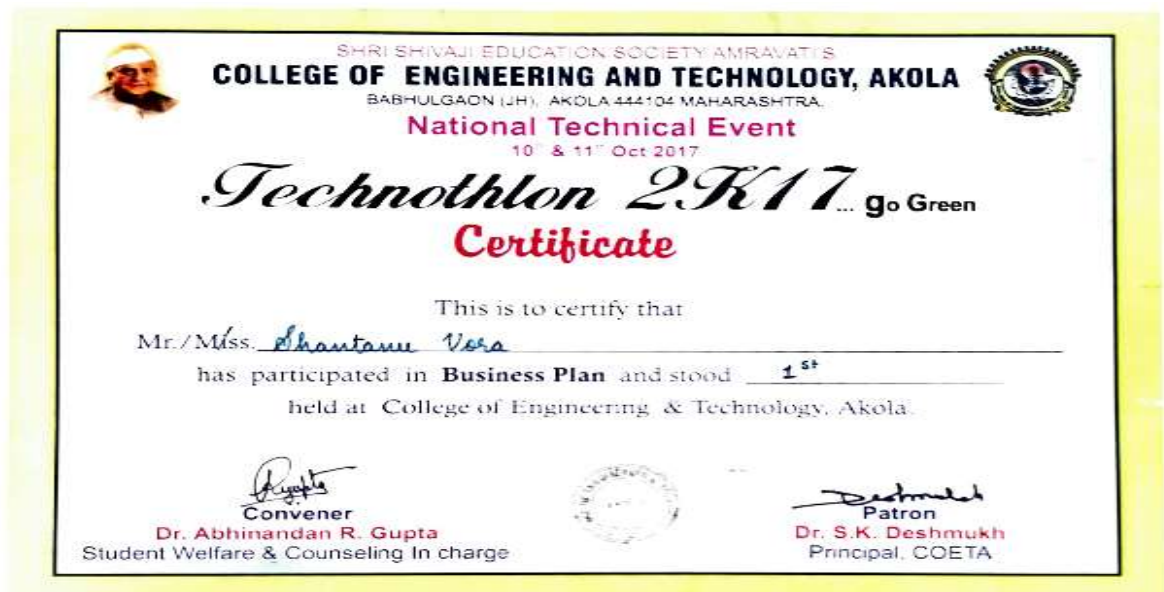 SHRI SHIVAJI EDUCATION SOCIETY AMRAVATI'S
COLLEGE OF ENGINEERING AND TECHNOLOGY, AKOLA
BABHULGAON (JH), AKOLA 444104 MAHARASHTRA.
National Technical Event
10th & 11th Oct 2017
Technothlon 2K17... go Green
Certificate
This is to certify that
Mr./Miss. Shantanu Vora
has participated in Business Plan and stood 1st
held at College of Engineering & Technology, Akola.
RGupta
Deshmukh
Convener
Patron
Dr. Abhinandan R. Gupta
Dr. S.K. Deshmukh
Student Welfare & Counseling In charge
Principal, COETA